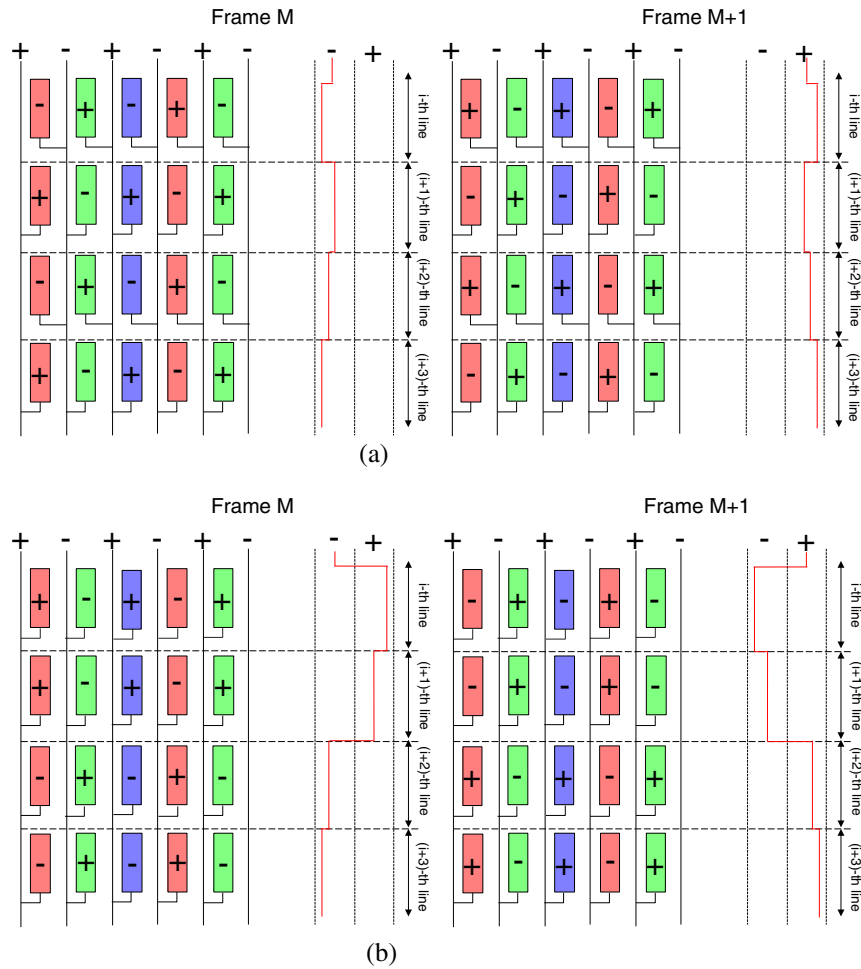 Frame M Frame M+1
+ - + - + - - + + - + - + - - +
- + - + - + - + - + i-th line i-th line
+ - + - + - + - + - (i+1)-th line (i+1)-th line
- + - + - + - + - + (i+2)-th line (i+2)-th line
+ - + - + - + - + - (i+3)-th line (i+3)-th line
(a)
Frame M Frame M+1
+ - + - + - - + + - + - + - - +
+ - + - + - + - + - i-th line i-th line
+ - + - + - + - + - (i+1)-th line (i+1)-th line
- + - + - + - + - + (i+2)-th line (i+2)-th line
- + - + - + - + - + (i+3)-th line (i+3)-th line
(b)